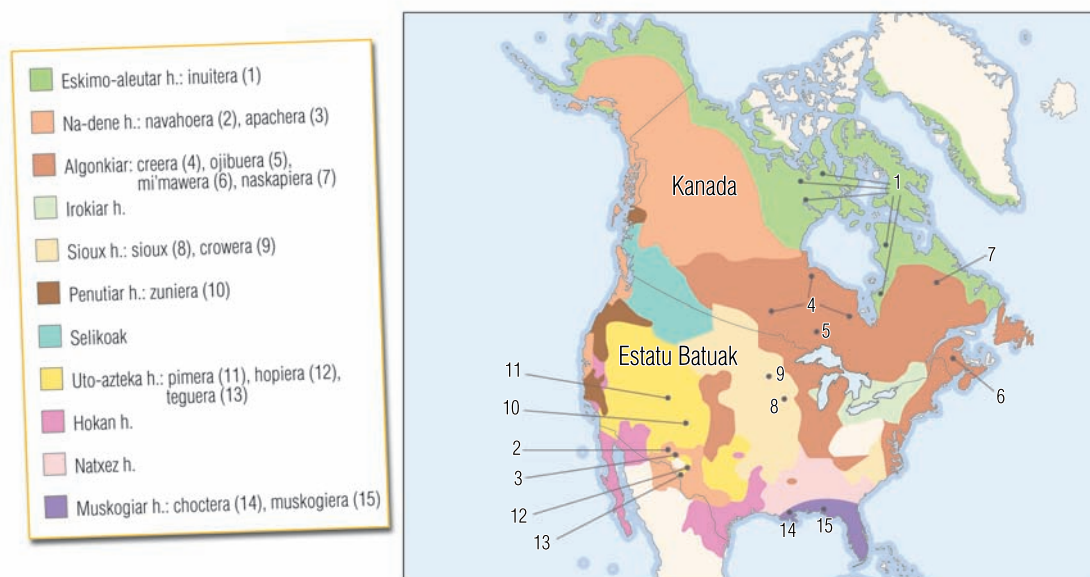 Eskimo-aleutar h.: inuitera (1)
Na-dene h.: navahoera (2), apachera (3)
Algonkiar: creera (4), ojibuera (5),
mi'mawera (6), naskapiera (7)
Irokiar h.
Sioux h.: sioux (8), crowera (9)
Penutiar h.: zuniera (10)
Selikoak
Uto-azteka h.: pimera (11), hopiera (12),
teguera (13)
Hokan h.
Natxez h.
Muskogiar h.: choctera (14), muskogiera (15)
Kanada
1
7
4
5
Estatu Batuak
11
9
6
10
8
2
3
12
13
14
15